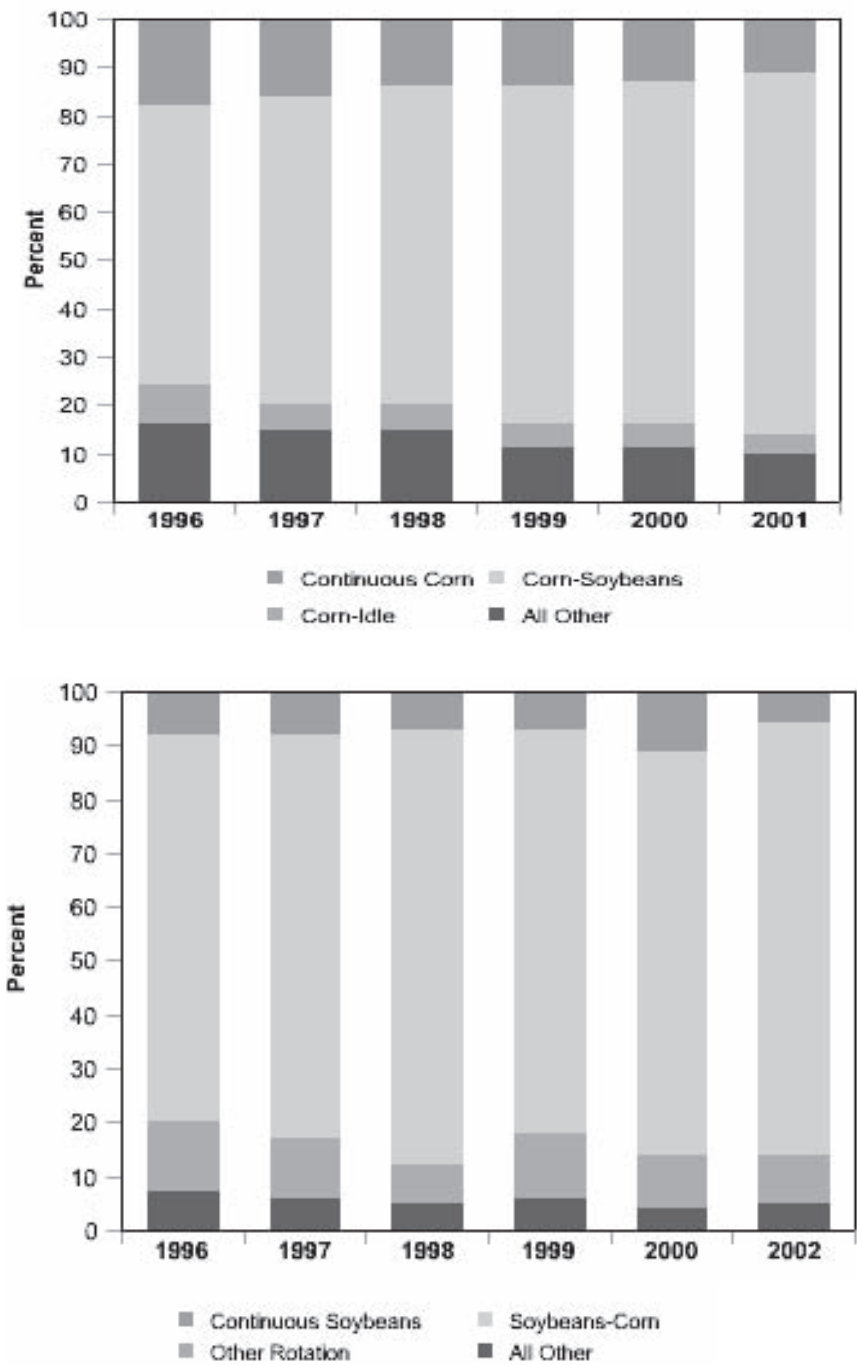 100
90
80
70
60
50
40
30
20
10
0
Percent
1996 1997 1998 1999 2000 2001
Continuous Corn Corn-Soybeans
Corn-Idle All Other
100
90
80
70
60
50
40
30
20
10
0
Percent
1996 1997 1998 1999 2000 2002
Continuous Soybeans Soybeans-Corn
Other Rotation All Other